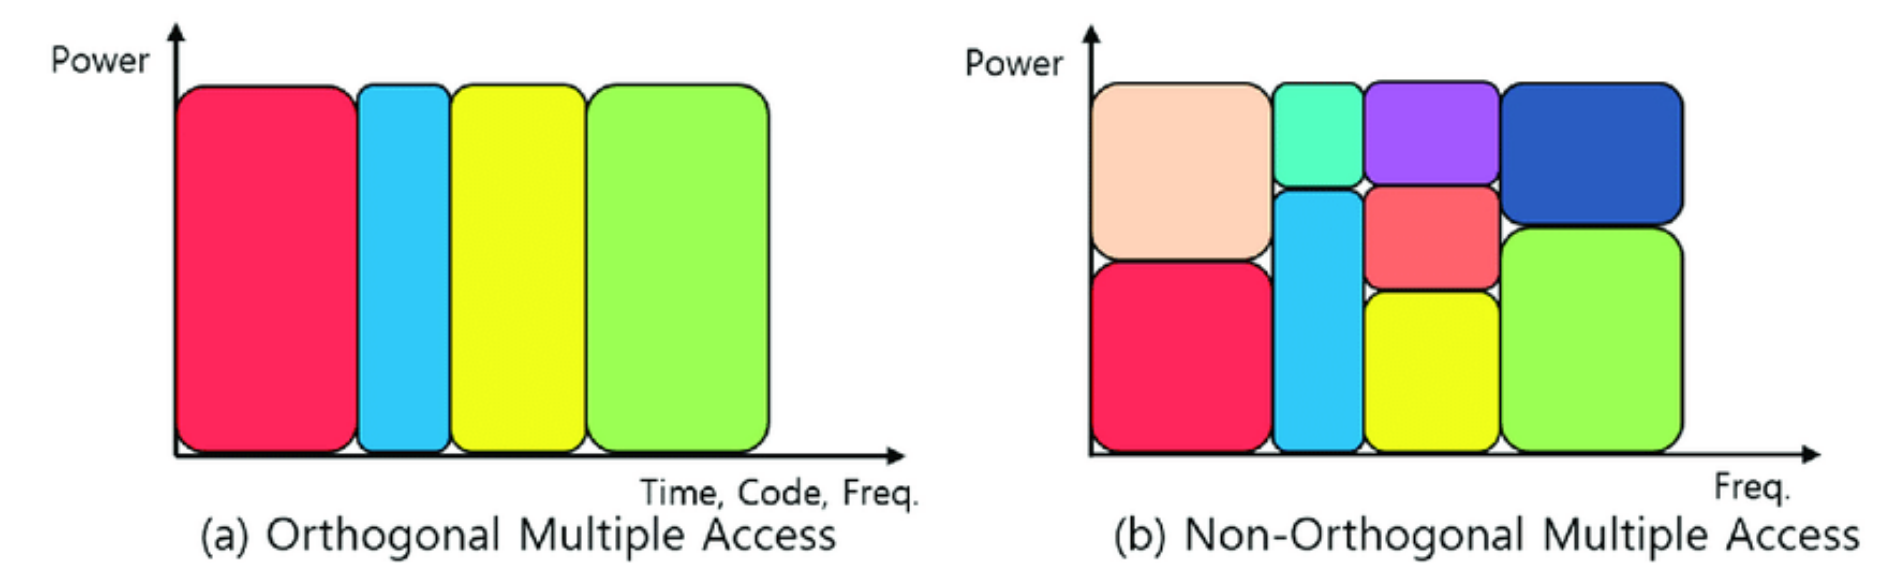 Power
Time, Code, Freq.
(a) Orthogonal Multiple Access
Power
Freq.
(b) Non-Orthogonal Multiple Access